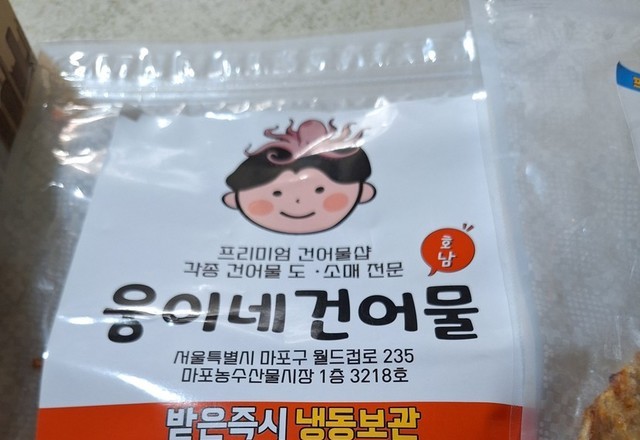 프리미엄 건어물샵
각종 건어물 도·소매 전문
호남
웅이네건어물
서울특별시 마포구 월드컵로 235
마포농수산물시장 1층 3218호
받은즉시 냉동보관